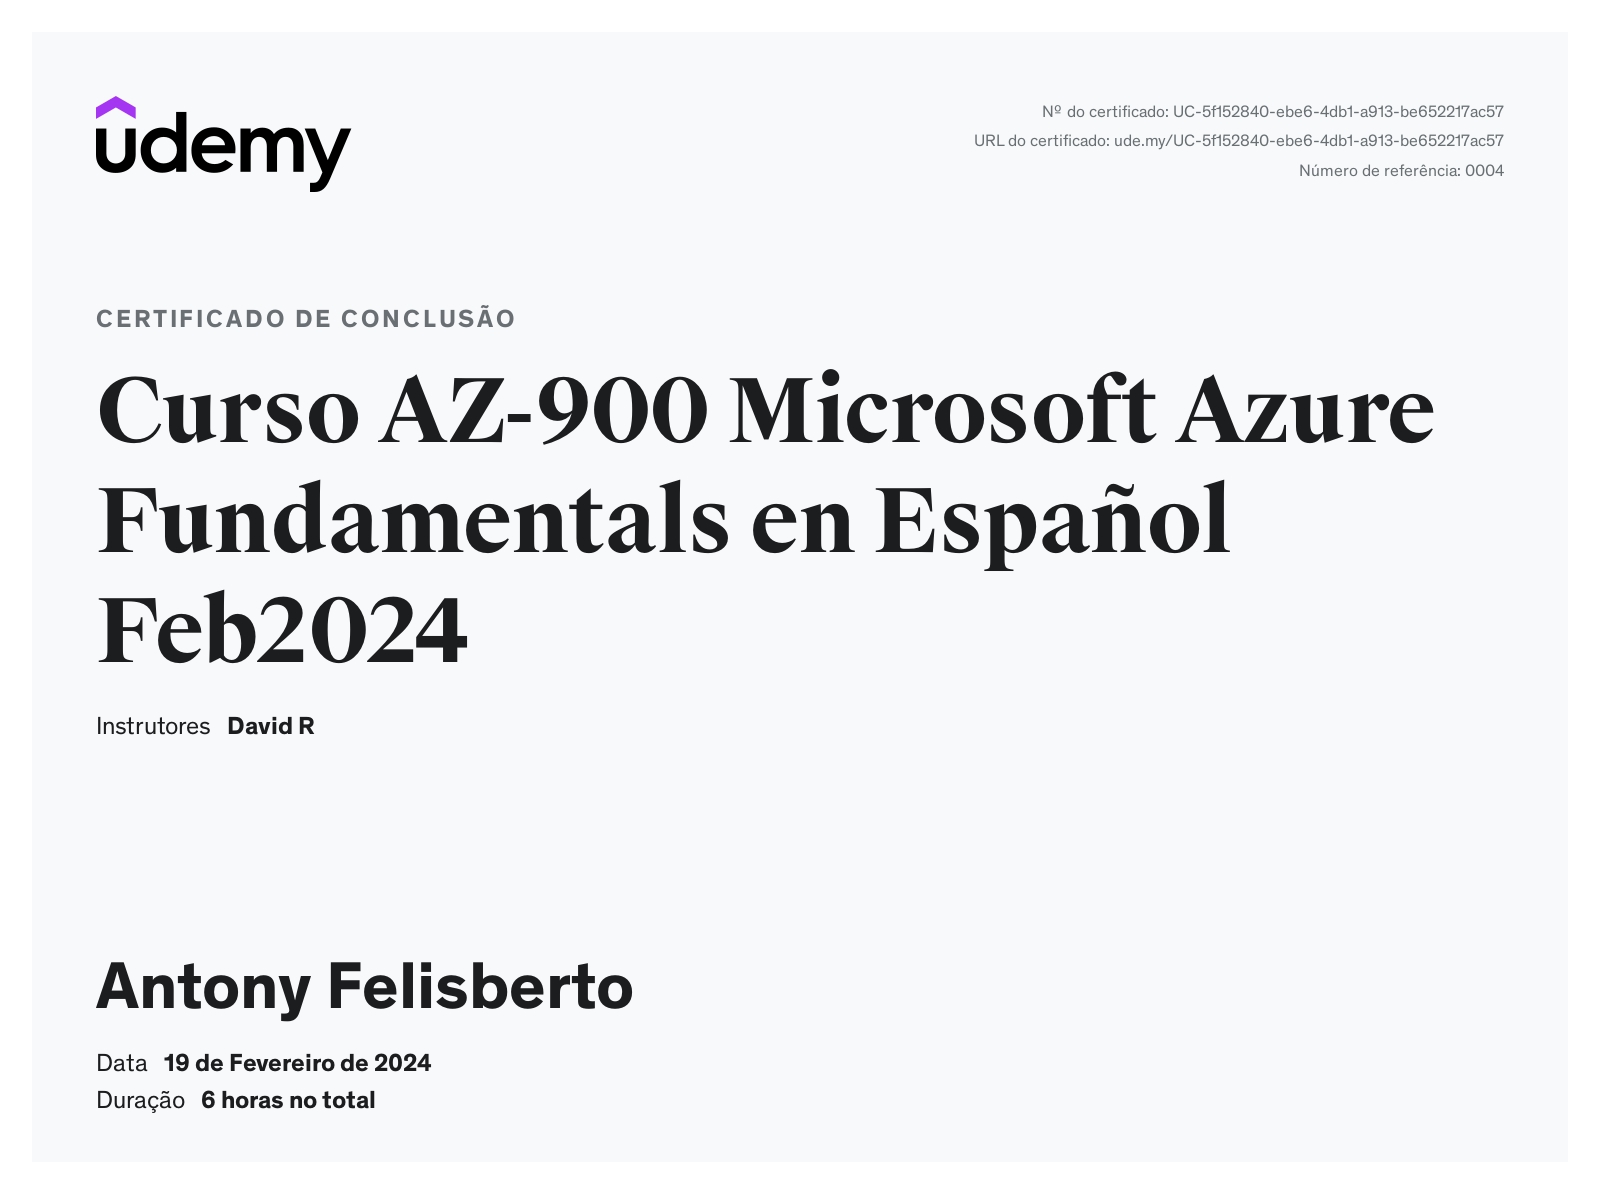 udemy
Nº do certificado: UC-5f152840-ebe6-4db1-a913-be652217ac57
URL do certificado: ude.my/UC-5f152840-ebe6-4db1-a913-be652217ac57
Número de referência: 0004
CERTIFICADO DE CONCLUSÃO
Curso AZ-900 Microsoft Azure
Fundamentals en Español
Feb2024
Instrutores David R
Antony Felisberto
Data 19 de Fevereiro de 2024
Duração 6 horas no total